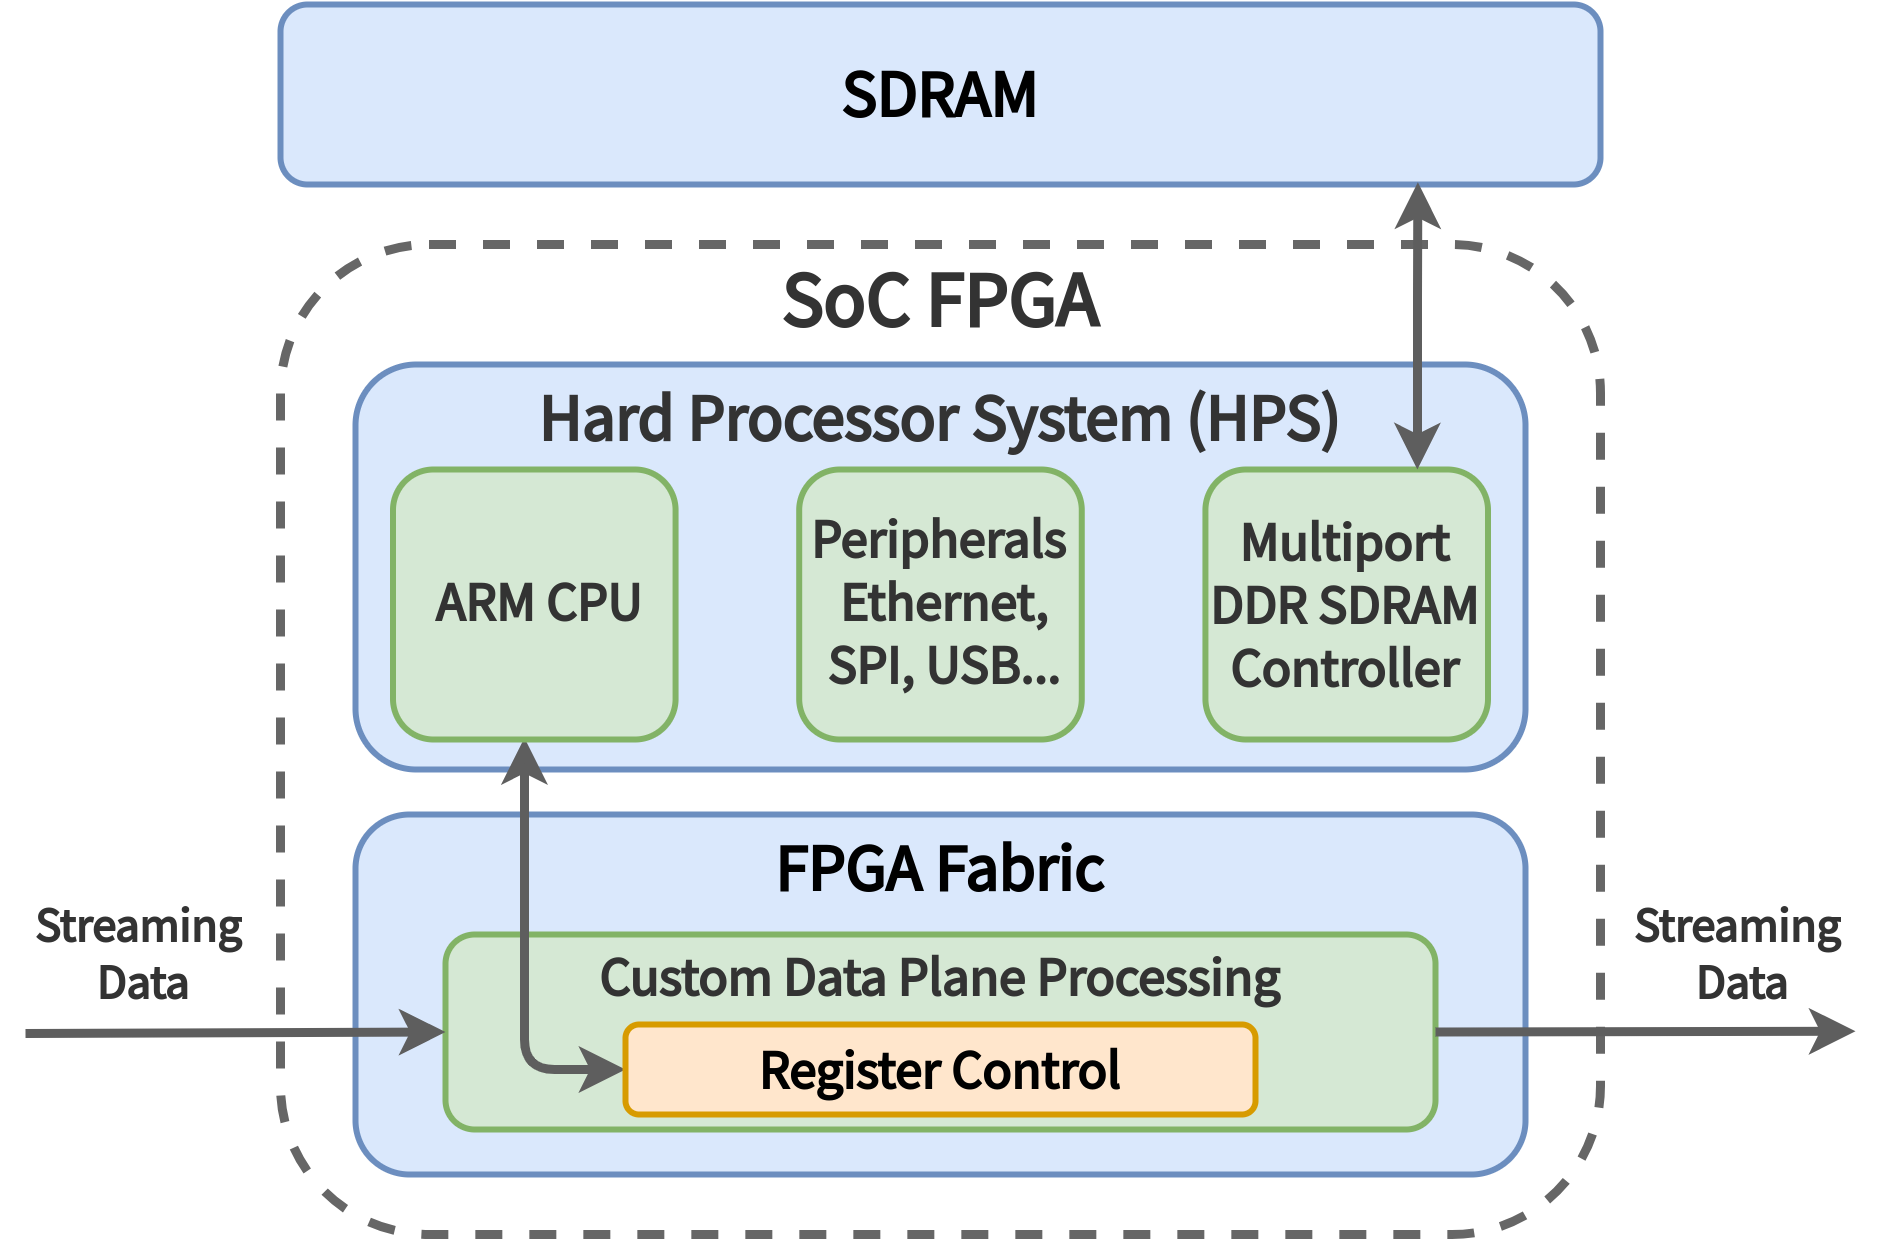 SDRAM
SoC FPGA
Hard Processor System (HPS)
ARM CPU
Peripherals
Ethernet,
SPI, USB...
Multiport
DDR SDRAM
Controller
FPGA Fabric
Streaming
Data
Custom Data Plane Processing
Register Control
Streaming
Data